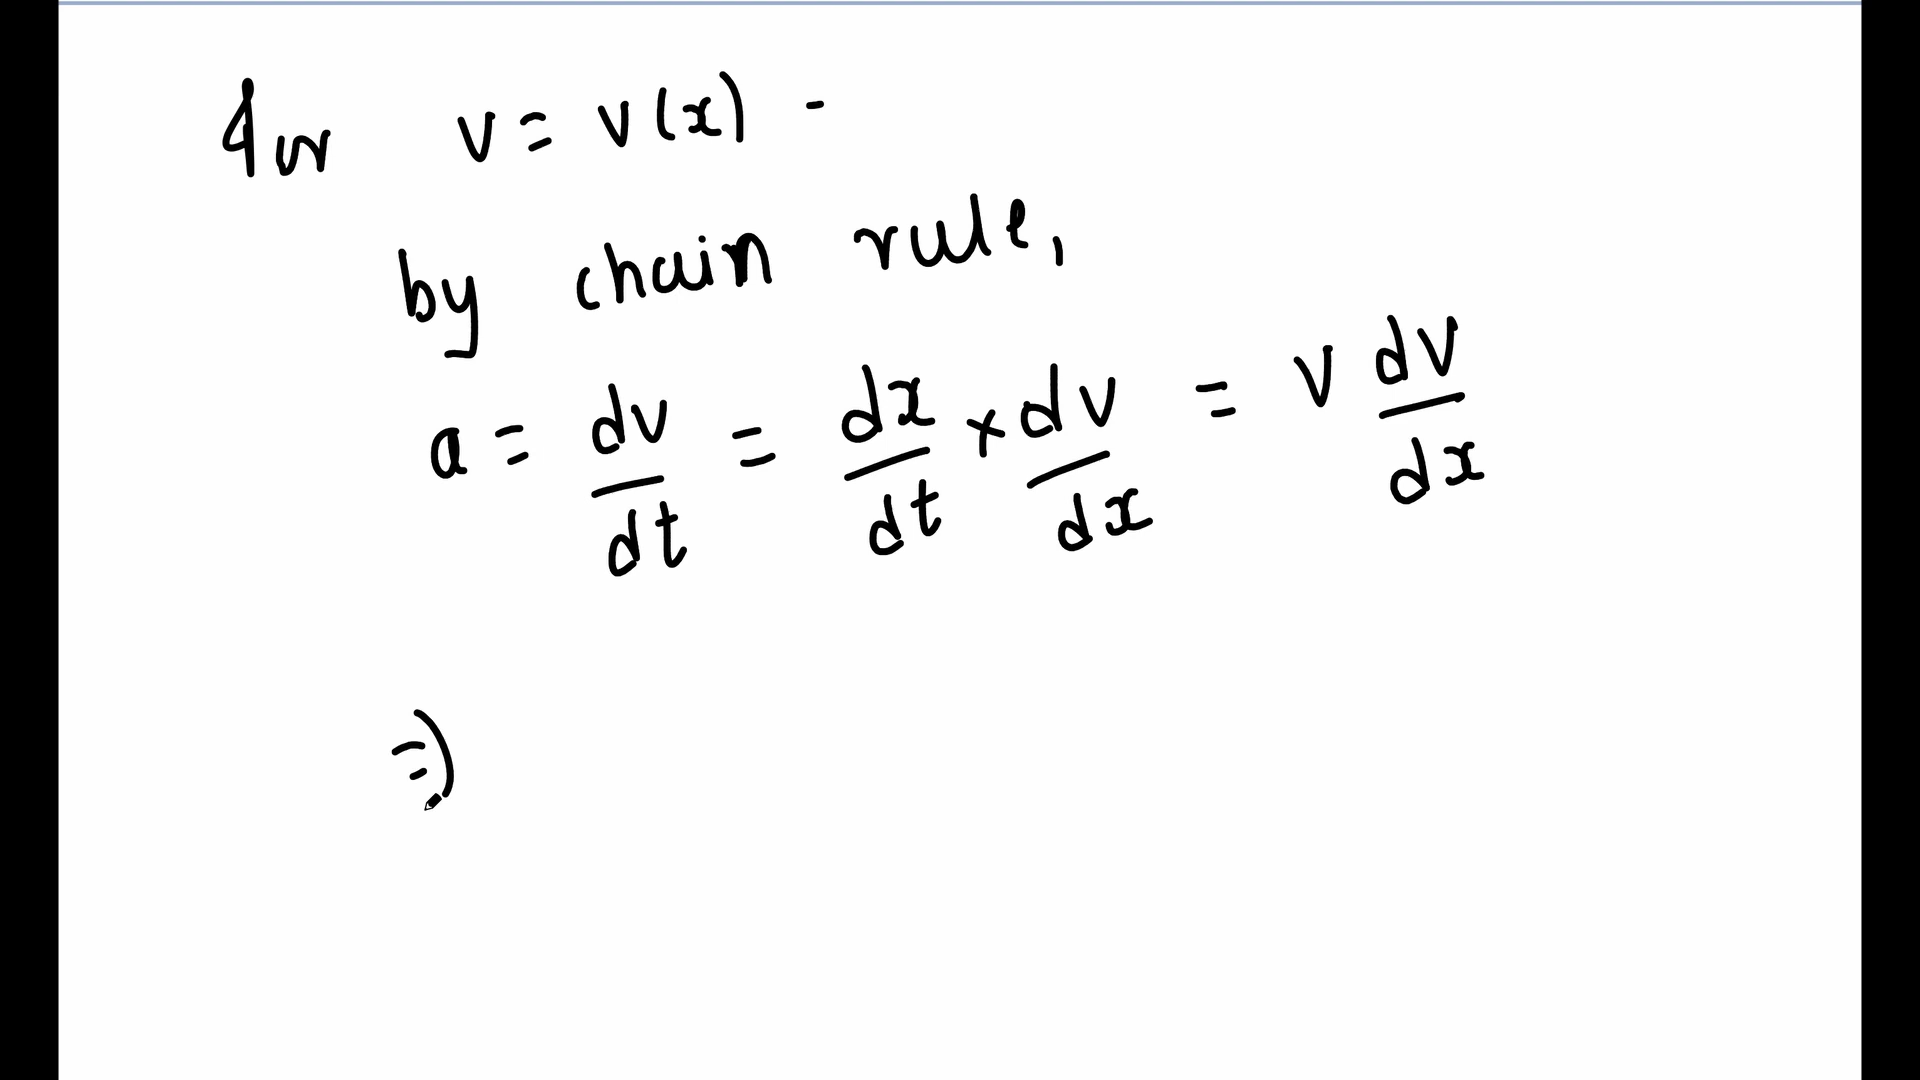 for v = v(x) -
by chain rule,
a = dv/dt = dx/dt × dv/dx = v dv/dx
⇒